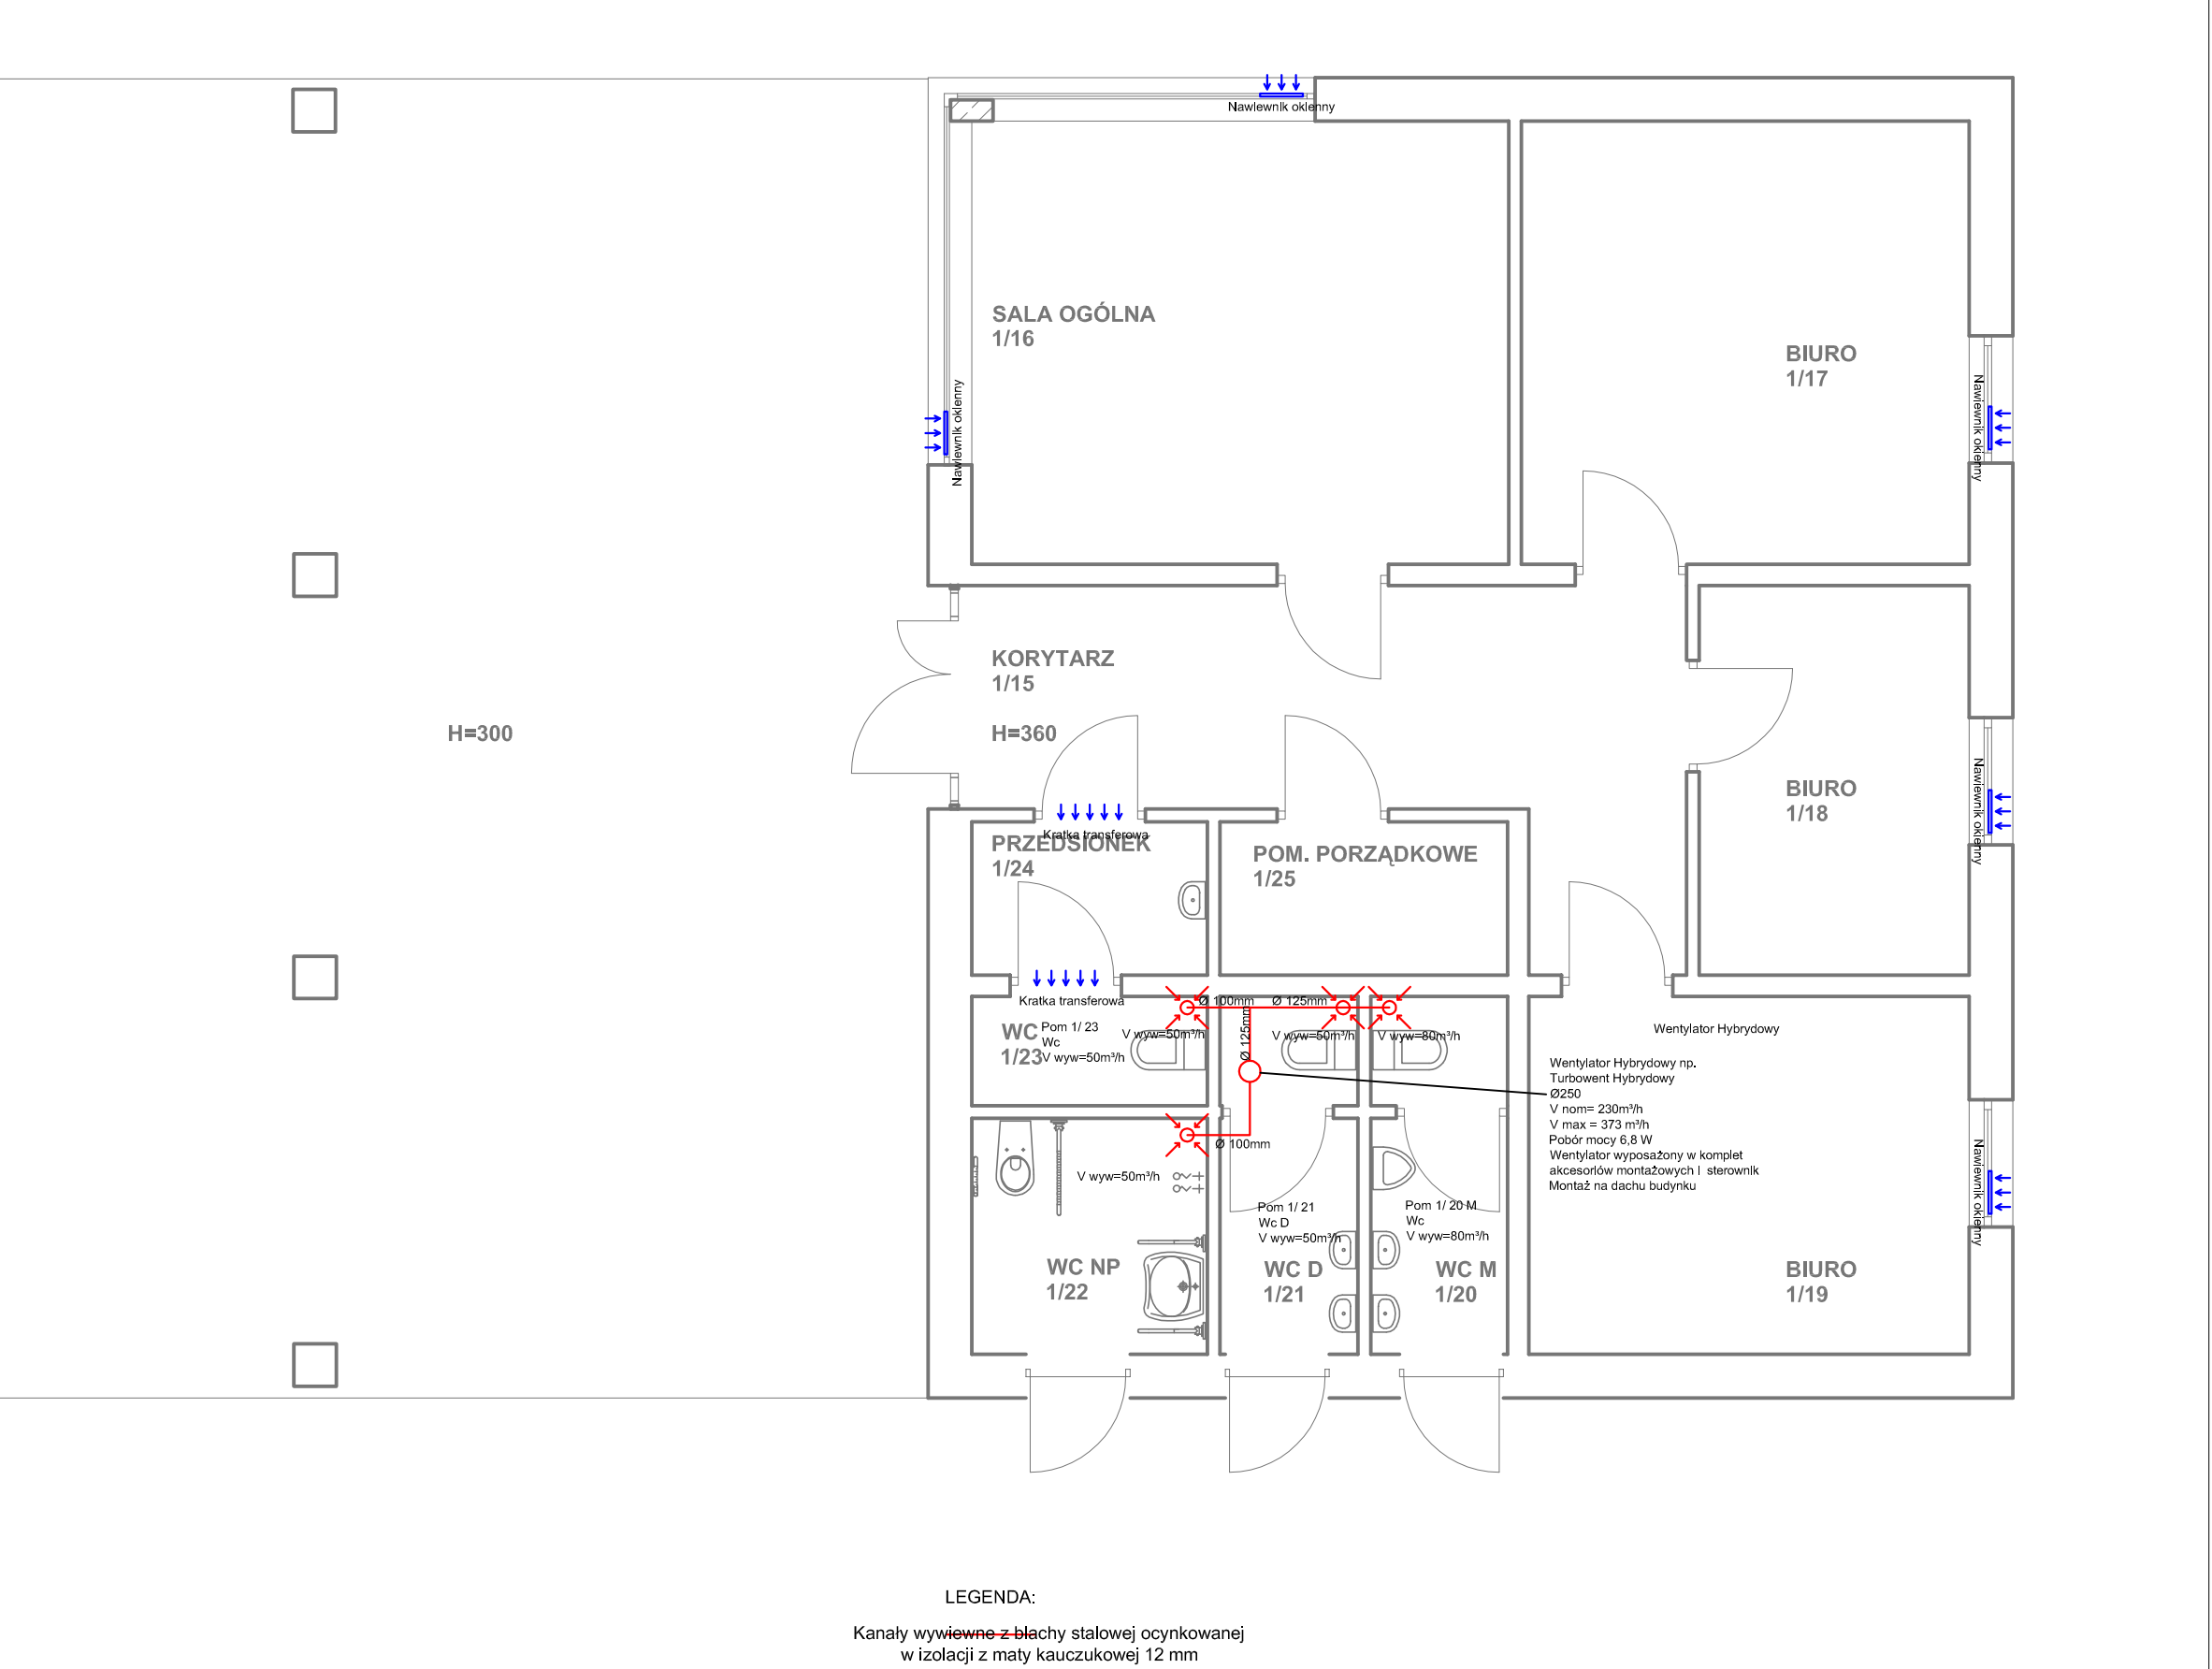 Nawiewnik okienny
SALA OGÓLNA
1/16
Nawiewnik okienny
BIURO
1/17
Nawiewnik okienny
KORYTARZ
1/15
H=300
H=360
BIURO
1/18
Nawiewnik okienny
Kratka transferowa
PRZEDSIONEK
1/24
POM. PORZĄDKOWE
1/25
Kratka transferowa
Ø 100mm
Ø 125mm
Ø 125mm
WC
1/23
Pom 1/ 23
Wc
V wyw=50m³/h
V wyw=50m³/h
V wyw=50m³/h
V wyw=80m³/h
Wentylator Hybrydowy
Wentylator Hybrydowy np.
Turbowent Hybrydowy
Ø250
V nom= 230m³/h
V max = 373 m³/h
Pobór mocy 6,8 W
Wentylator wyposażony w komplet
akcesoriów montażowych i sterownik
Montaż na dachu budynku
Ø 100mm
V wyw=50m³/h
Nawiewnik okienny
Pom 1/ 21
Wc D
V wyw=50m³/h
Pom 1/ 20 M
Wc
V wyw=80m³/h
WC NP
1/22
WC D
1/21
WC M
1/20
BIURO
1/19
LEGENDA:
Kanały wywiewne z blachy stalowej ocynkowanej
w izolacji z maty kauczukowej 12 mm